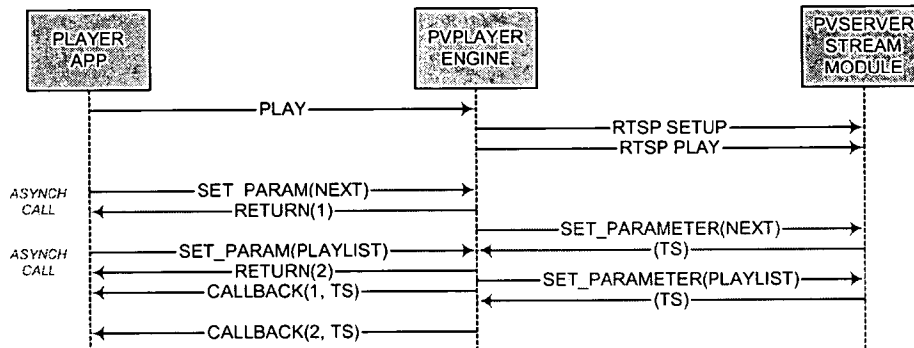 PLAYER
APP
PVPLAYER
ENGINE
PVSERVER
STREAM
MODULE
PLAY
RTSP SETUP
RTSP PLAY
ASYNCH
CALL
SET_PARAM(NEXT)
RETURN(1)
SET_PARAMETER(NEXT)
(TS)
ASYNCH
CALL
SET_PARAM(PLAYLIST)
RETURN(2)
SET_PARAMETER(PLAYLIST)
CALLBACK(1, TS)
(TS)
CALLBACK(2, TS)